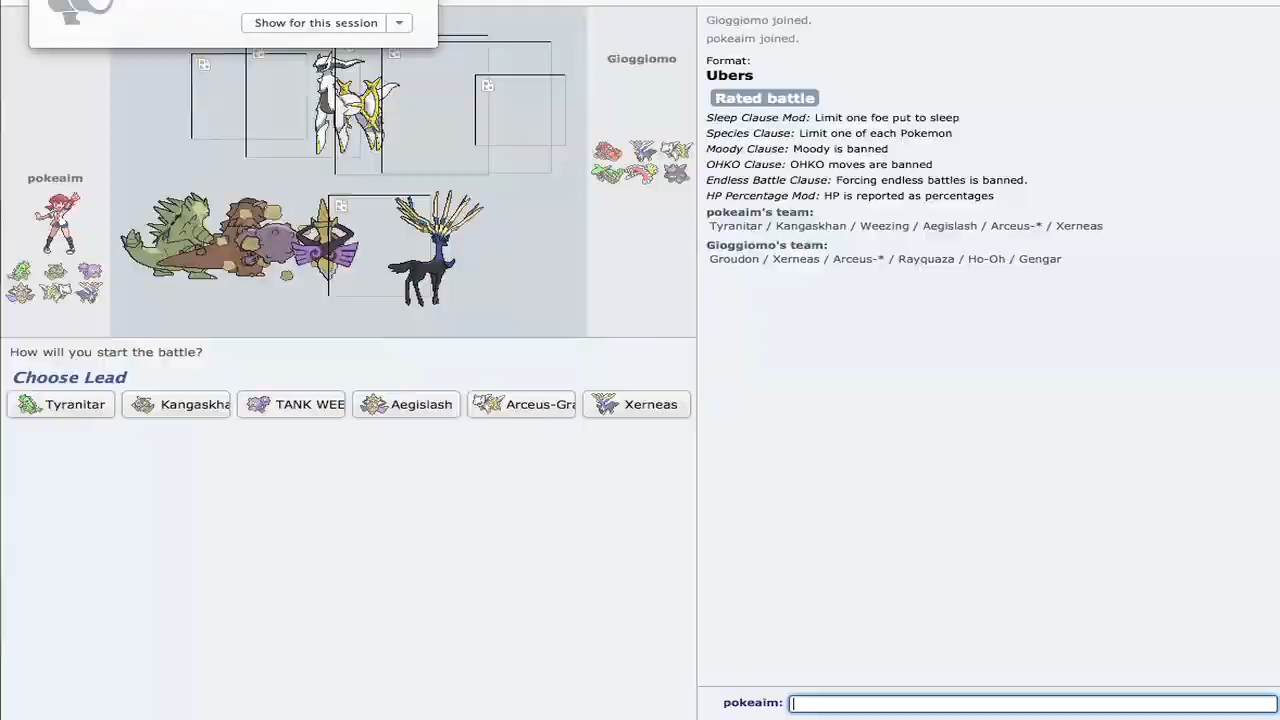 Show for this session
Gioggiomo
pokeaim
How will you start the battle?
Choose Lead
Tyranitar
Kangaskha
TANK WEE
Aegislash
Arceus-Gra
Xerneas
Gioggiomo joined.
pokeaim joined.
Format:
Ubers
Rated battle
Sleep Clause Mod: Limit one foe put to sleep
Species Clause: Limit one of each Pokemon
Moody Clause: Moody is banned
OHKO Clause: OHKO moves are banned
Endless Battle Clause: Forcing endless battles is banned.
HP Percentage Mod: HP is reported as percentages
pokeaim's team:
Tyranitar / Kangaskhan / Weezing / Aegislash / Arceus-* / Xerneas
Gioggiomo's team:
Groudon / Xerneas / Arceus-* / Rayquaza / Ho-Oh / Gengar
pokeaim: